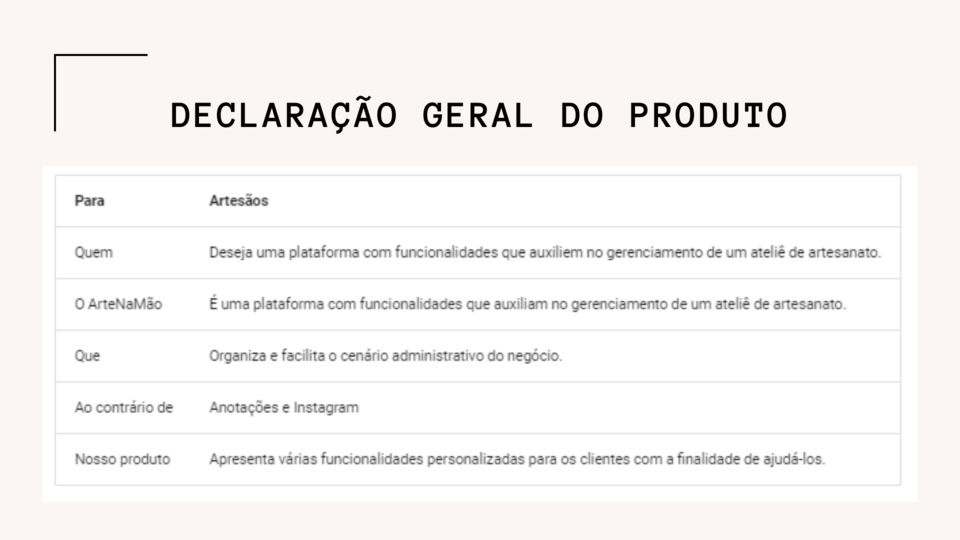 DECLARAÇÃO GERAL DO PRODUTO
Para Artesãos
Quem Deseja uma plataforma com funcionalidades que auxiliem no gerenciamento de um ateliê de artesanato.
O ArteNaMão É uma plataforma com funcionalidades que auxiliam no gerenciamento de um ateliê de artesanato.
Que Organiza e facilita o cenário administrativo do negócio.
Ao contrário de Anotações e Instagram
Nosso produto Apresenta várias funcionalidades personalizadas para os clientes com a finalidade de ajudá-los.